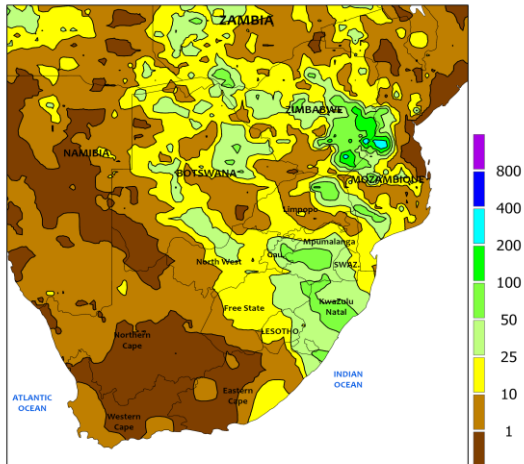 ZAMBIA
ZIMBABWE
NAMIBIA
BOTSWANA
MOZAMBIQUE
Limpopo
Mpumalanga
Gau.
SWAZ.
North West
KwaZulu
Natal
Free State
LESOTHO
Northern
Cape
Eastern
Cape
Western
Cape
ATLANTIC
OCEAN
INDIAN
OCEAN
800
400
200
100
50
25
10
1